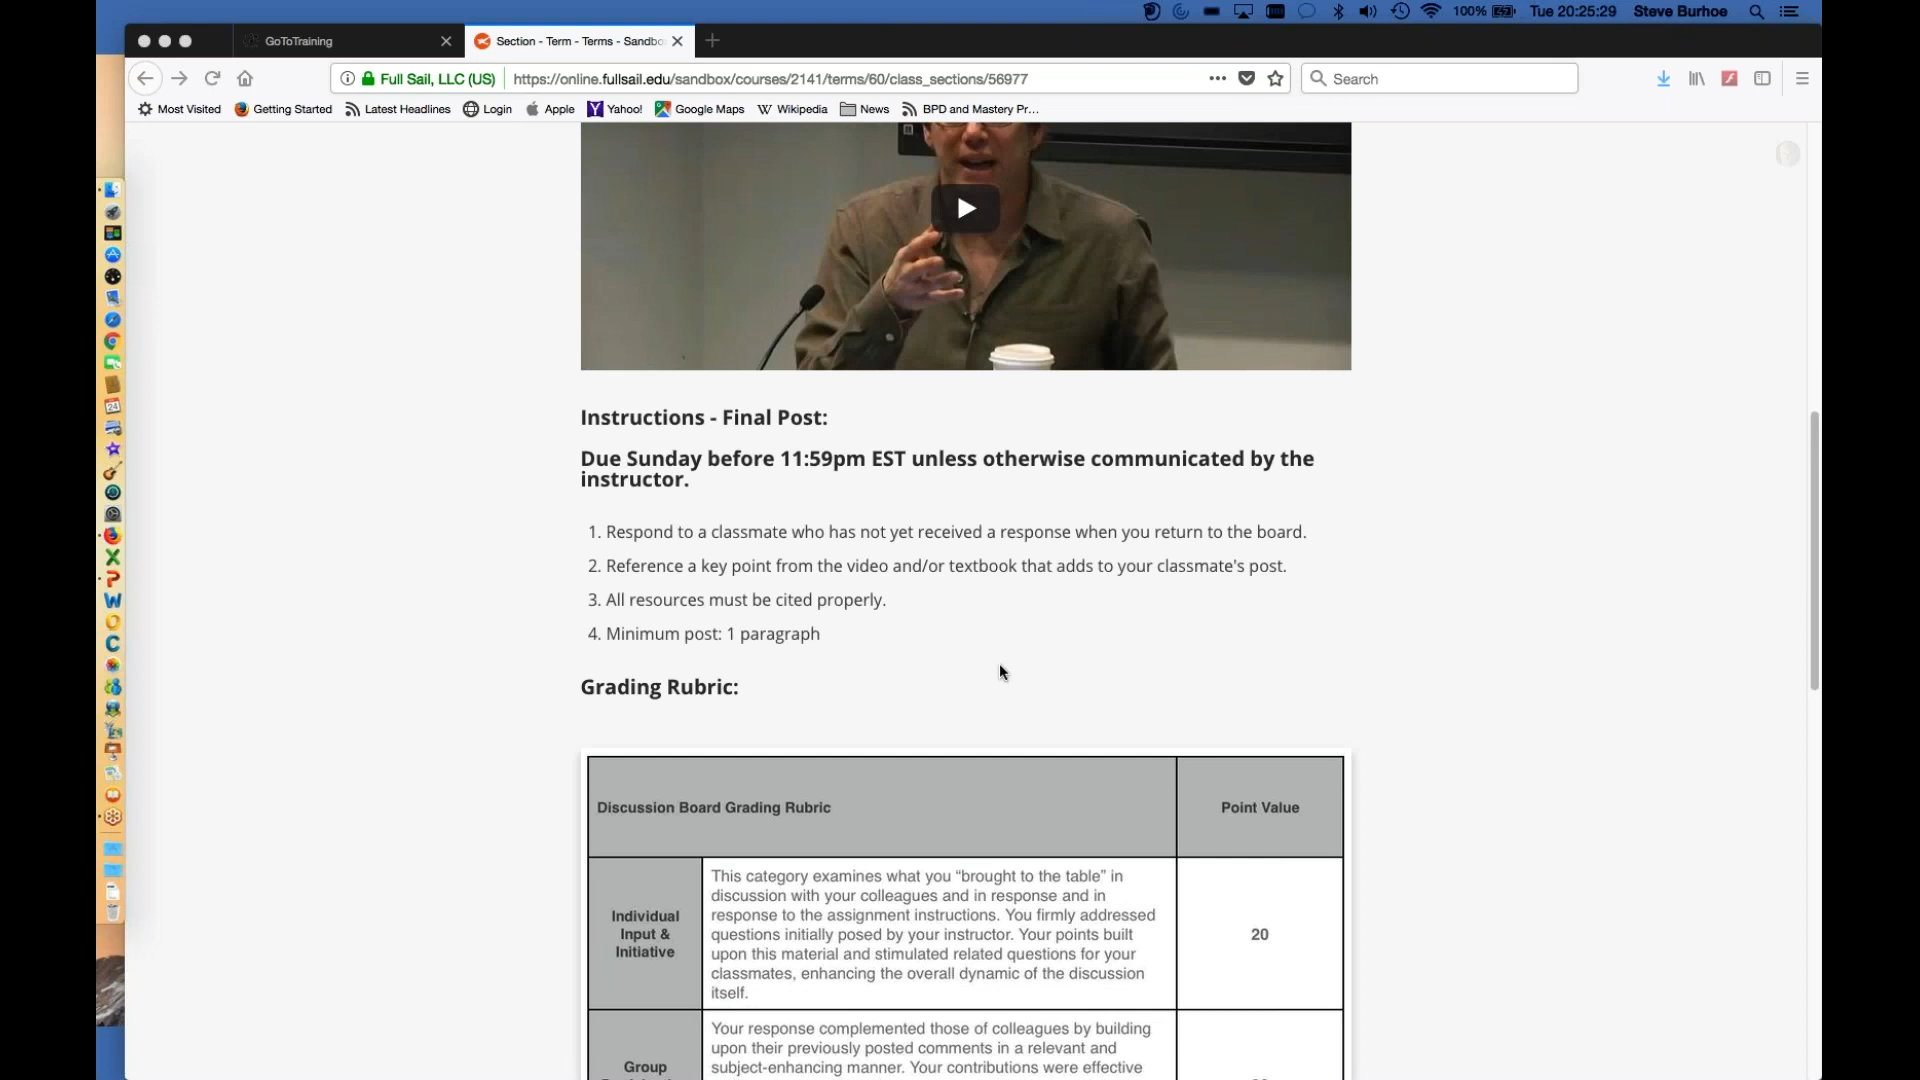 100%
Tue 20:25:29
Steve Burhoe
GoToTraining
Section - Term - Terms - Sandbo
Full Sail, LLC (US)
https://online.fullsail.edu/sandbox/courses/2141/terms/60/class_sections/56977
Search
Most Visited
Getting Started
Latest Headlines
Login
Apple
Yahoo!
Google Maps
Wikipedia
News
BPD and Mastery Pr...
Instructions - Final Post:
Due Sunday before 11:59pm EST unless otherwise communicated by the
instructor.
1. Respond to a classmate who has not yet received a response when you return to the board.
2. Reference a key point from the video and/or textbook that adds to your classmate's post.
3. All resources must be cited properly.
4. Minimum post: 1 paragraph
Grading Rubric:
Discussion Board Grading Rubric
Point Value
Individual
Input &
Initiative
This category examines what you “brought to the table” in
discussion with your colleagues and in response and in
response to the assignment instructions. You firmly addressed
questions initially posed by your instructor. Your points built
upon this material and stimulated related questions for your
classmates, enhancing the overall dynamic of the discussion
itself.
20
Group
Your response complemented those of colleagues by building
upon their previously posted comments in a relevant and
subject-enhancing manner. Your contributions were effective